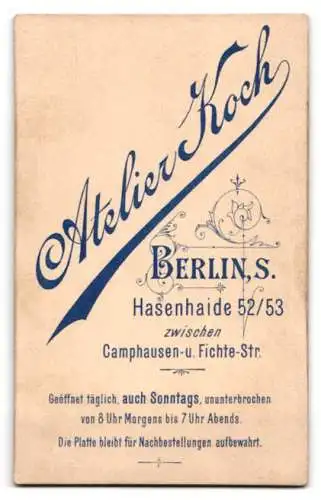 Atelier Koch
BERLIN, S.
Hasenhaide 52/53
zwischen
Camphausen-u. Fichte-Str.
Geöffnet täglich, auch Sonntags, ununterbrochen
von 8 Uhr Morgens bis 7 Uhr Abends.
Die Platte bleibt für Nachbestellungen aufbewahrt.